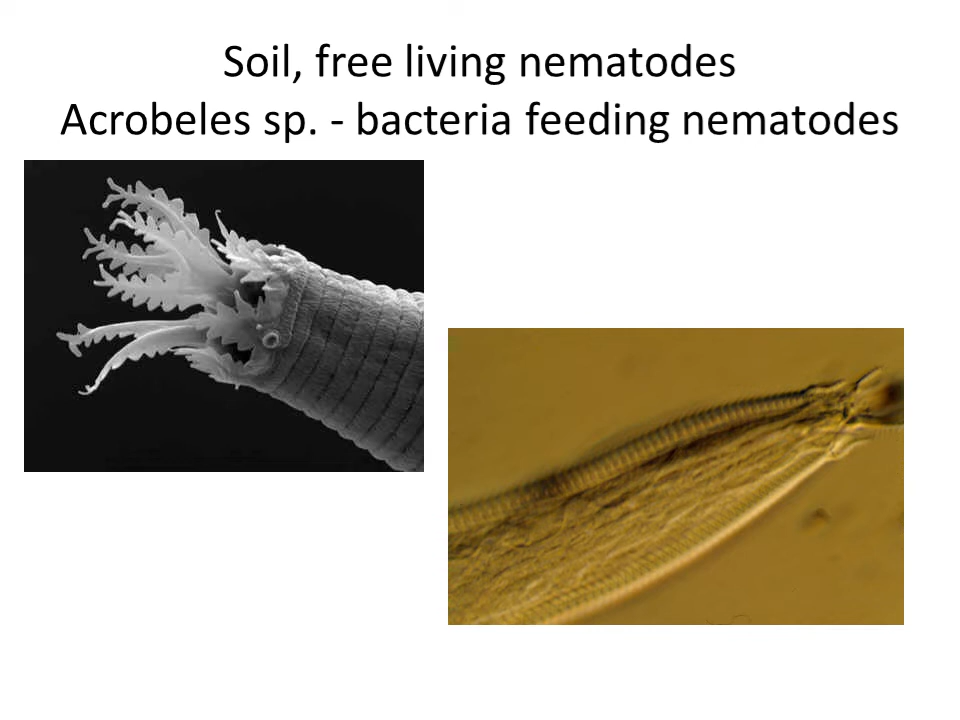 Soil, free living nematodes
Acrobeles sp. - bacteria feeding nematodes